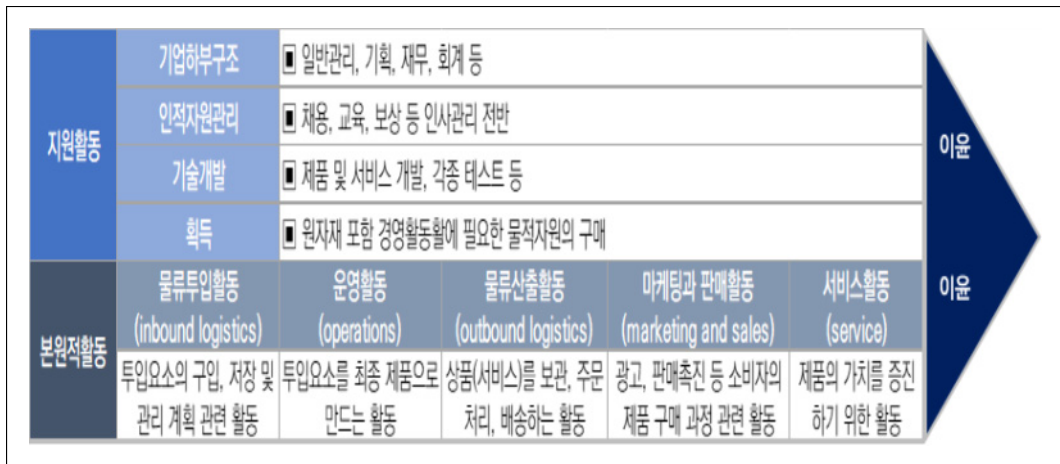 지원활동
기업하부구조
▣ 일반관리, 기획, 재무, 회계 등
인적자원관리
▣ 채용, 교육, 보상 등 인사관리 전반
기술개발
▣ 제품 및 서비스 개발, 각종 테스트 등
획득
▣ 원자재 포함 경영활동활에 필요한 물적자원의 구매
이윤
본원적활동
물류투입활동
(inbound logistics)
운영활동
(operations)
물류산출활동
(outbound logistics)
마케팅과 판매활동
(marketing and sales)
서비스활동
(service)
이윤
투입요소의 구입, 저장 및
관리 계획 관련 활동
투입요소를 최종 제품으로
만드는 활동
상품(서비스)를 보관, 주문
처리, 배송하는 활동
광고, 판매촉진 등 소비자의
제품 구매 과정 관련 활동
제품의 가치를 증진
하기 위한 활동